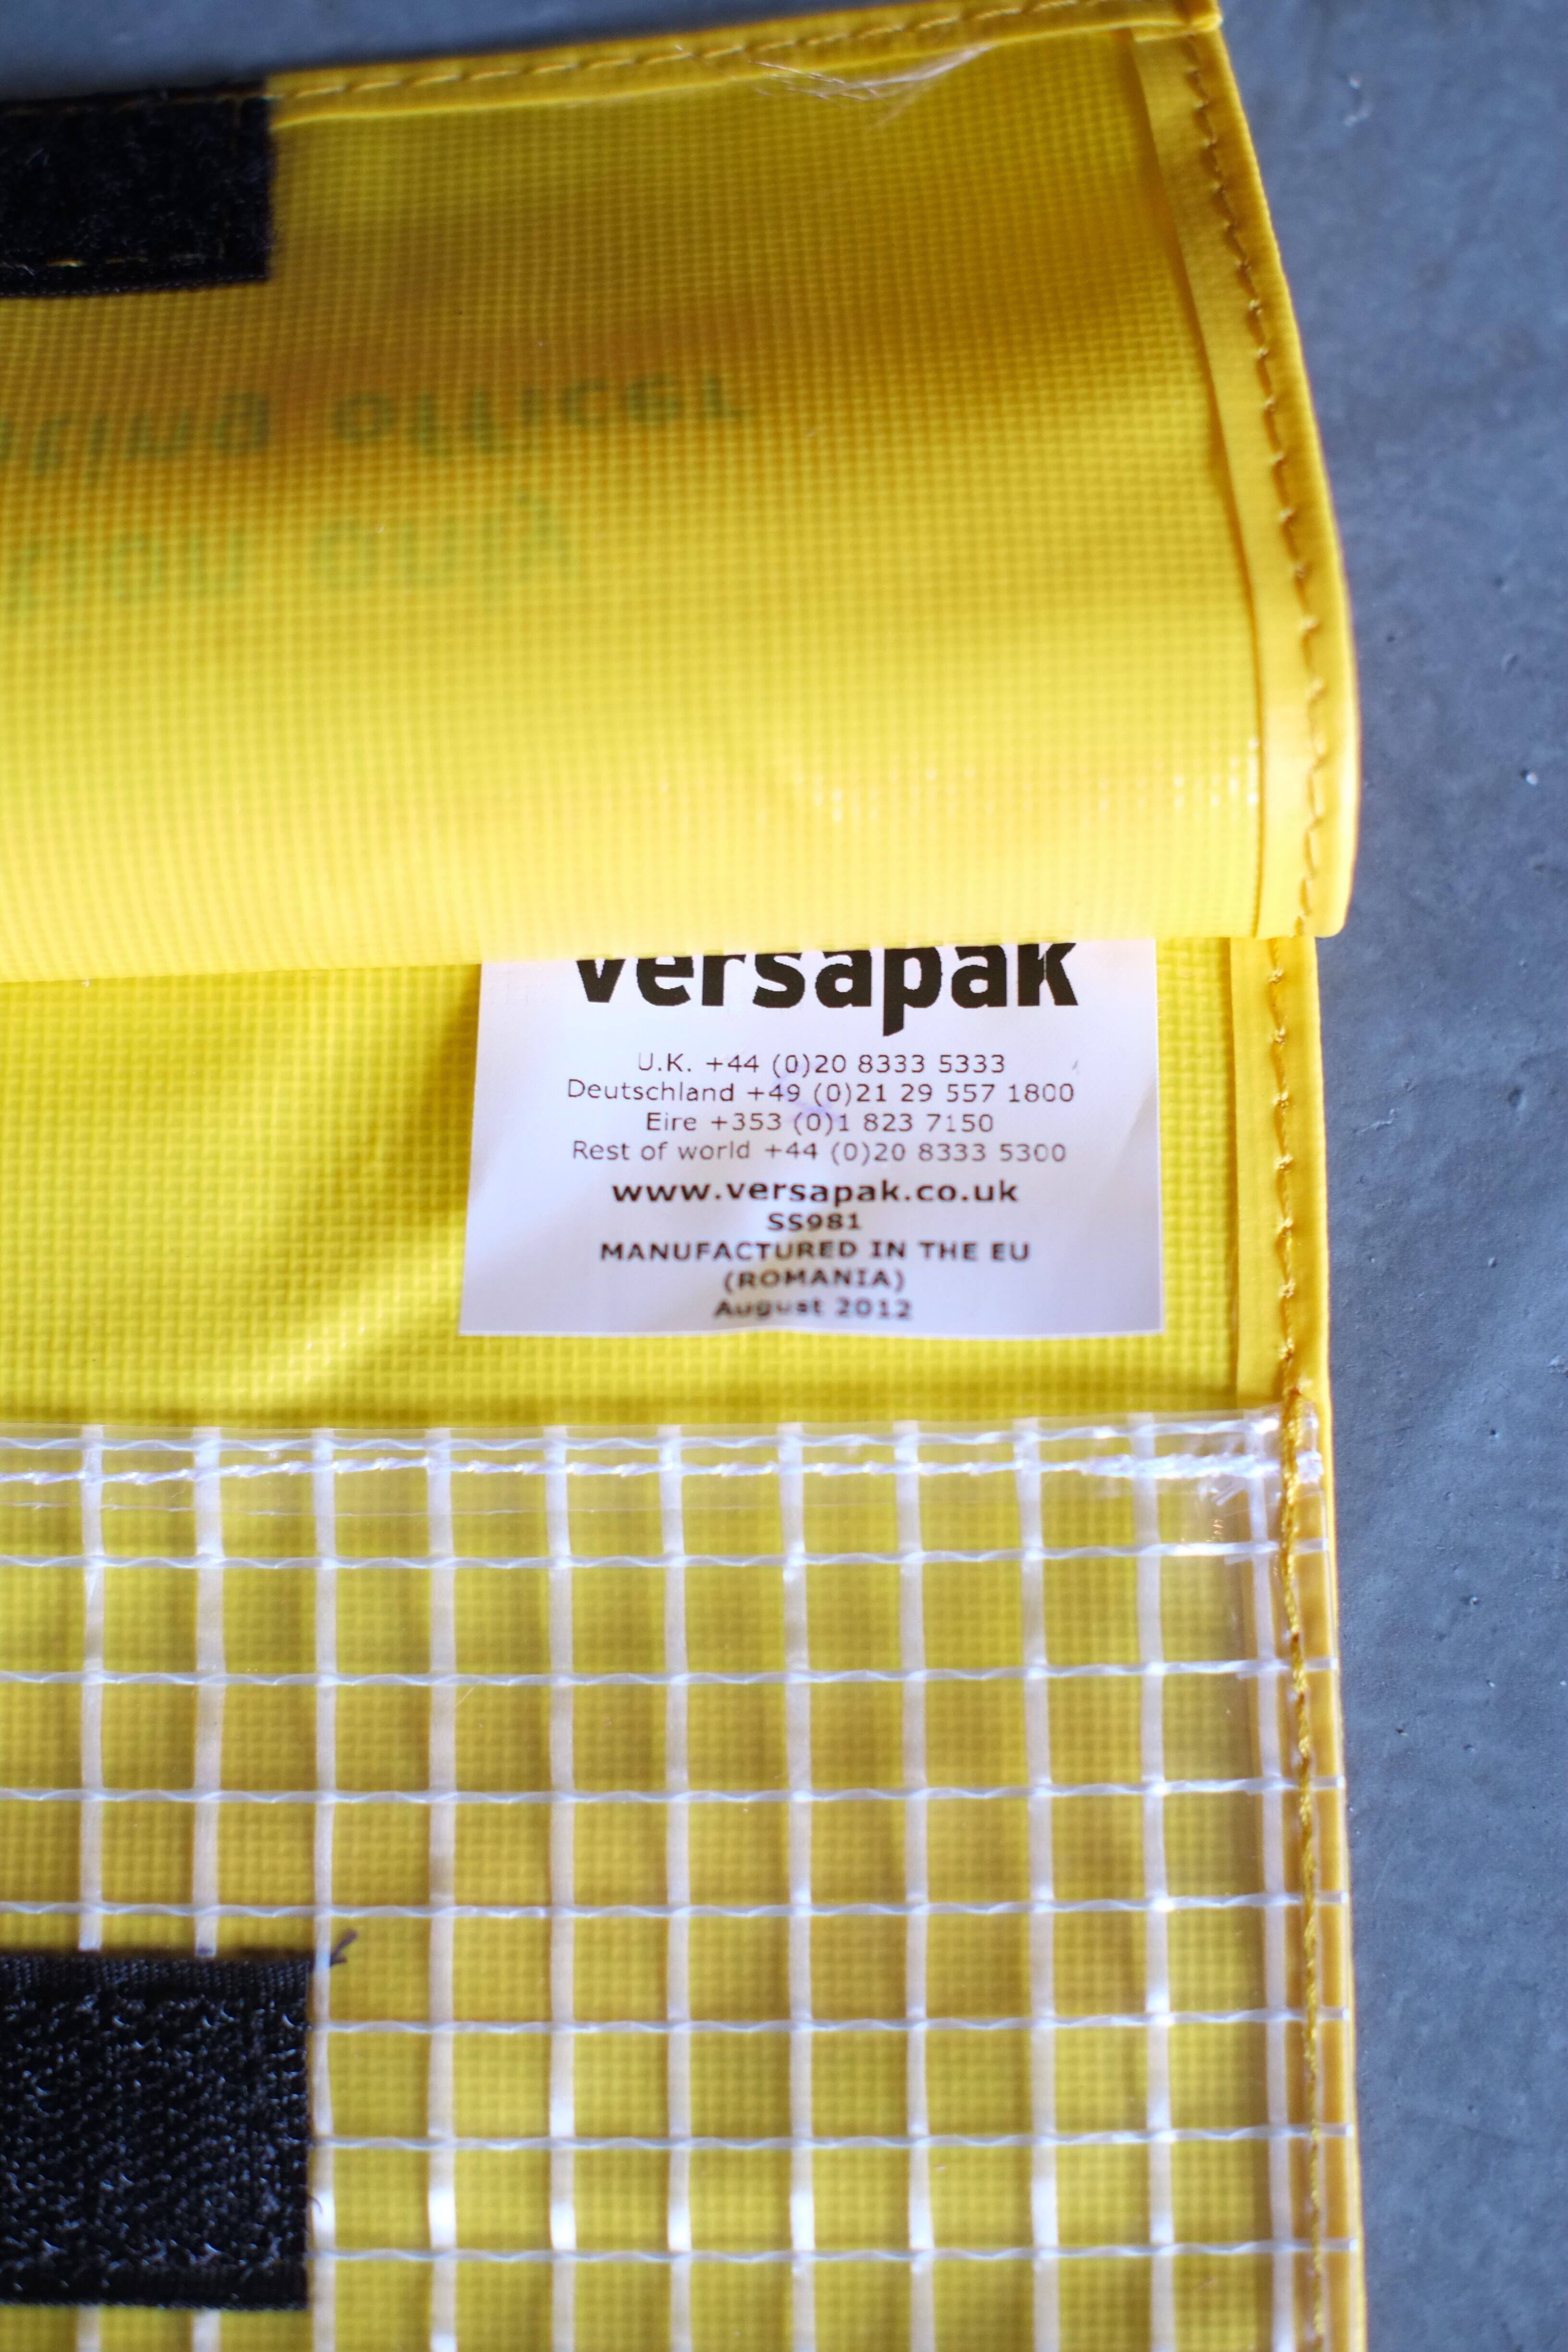 officer
versapak
U.K. +44 (0)20 8333 5333
Deutschland +49 (0)21 29 557 1800
Eire +353 (0)1 823 7150
Rest of world +44 (0)20 8333 5300
www.versapak.co.uk
SS981
MANUFACTURED IN THE EU
(ROMANIA)
August 2012